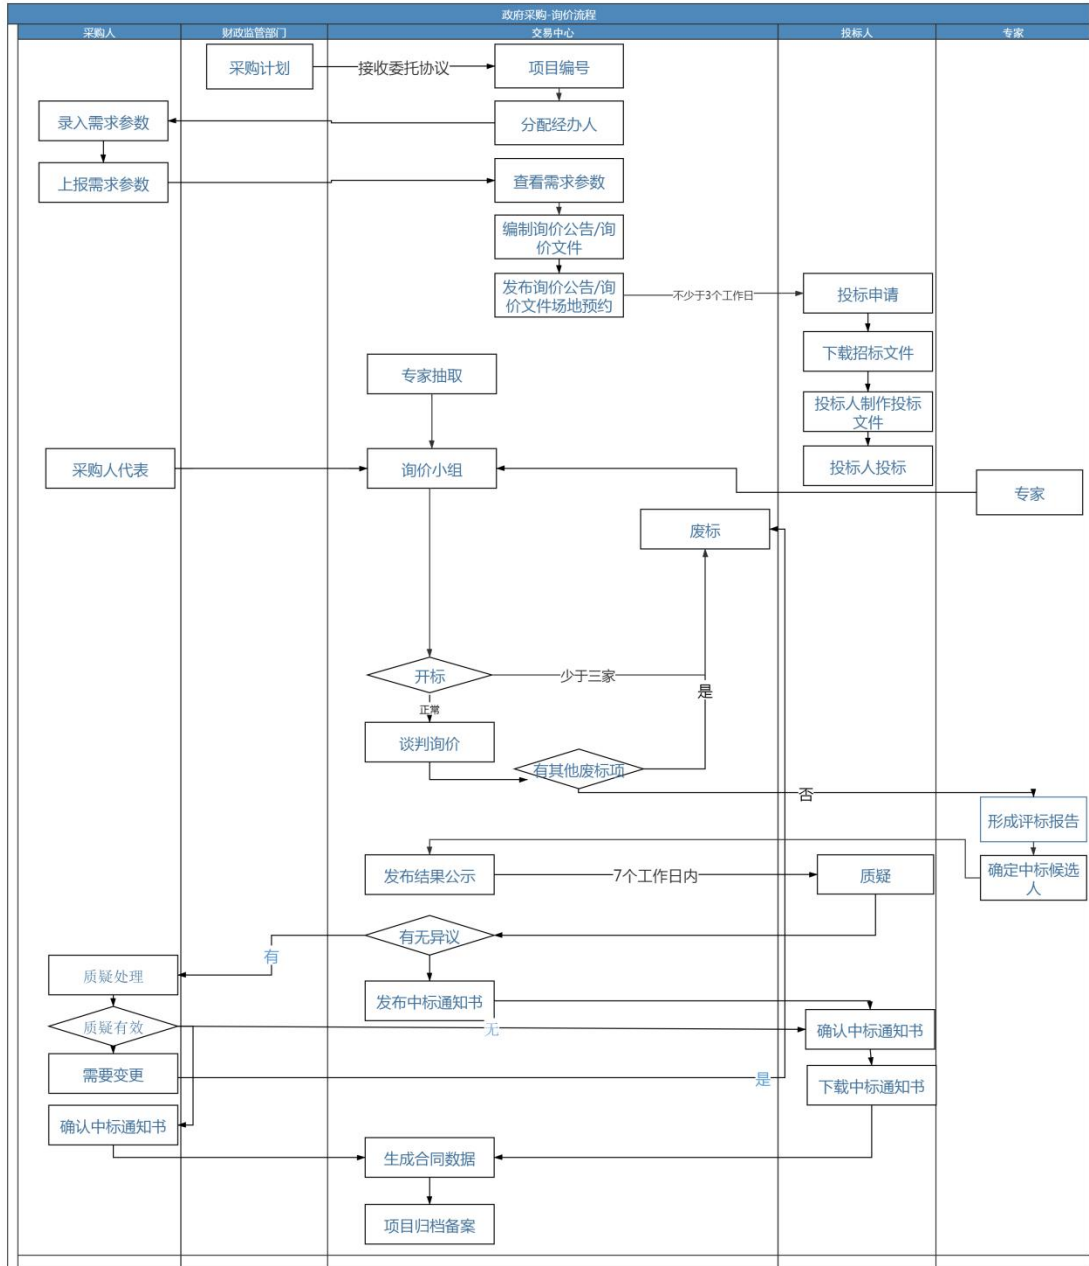 政府采购-询价流程
采购人
财政监管部门
交易中心
投标人
专家
采购计划
接收委托协议
项目编号
录入需求参数
分配经办人
上报需求参数
查看需求参数
编制询价公告/询
价文件
发布询价公告/询
价文件场地预约
不少于3个工作日
投标申请
下载招标文件
专家抽取
投标人制作投标
文件
采购人代表
询价小组
投标人投标
专家
废标
开标
少于三家
是
正常
谈判询价
有其他废标项
否
形成评标报告
发布结果公示
7个工作日内
质疑
确定中标候选
人
有无异议
有
质疑处理
发布中标通知书
质疑有效
无
确认中标通知书
需要变更
是
下载中标通知书
确认中标通知书
生成合同数据
项目归档备案